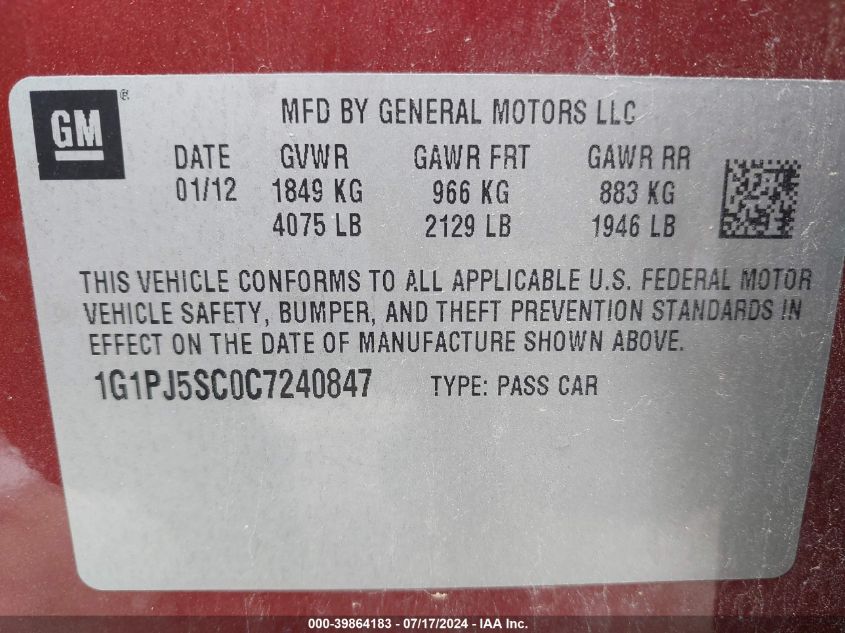 GM ®
MFD BY GENERAL MOTORS LLC
DATE GVWR GAWR FRT GAWR RR
01/12 1849 KG 966 KG 883 KG
4075 LB 2129 LB 1946 LB
THIS VEHICLE CONFORMS TO ALL APPLICABLE U.S. FEDERAL MOTOR
VEHICLE SAFETY, BUMPER, AND THEFT PREVENTION STANDARDS IN
EFFECT ON THE DATE OF MANUFACTURE SHOWN ABOVE.
1G1PJ5SC0C7240847 TYPE: PASS CAR
000-39864183 - 07/17/2024 - IAA, Inc.